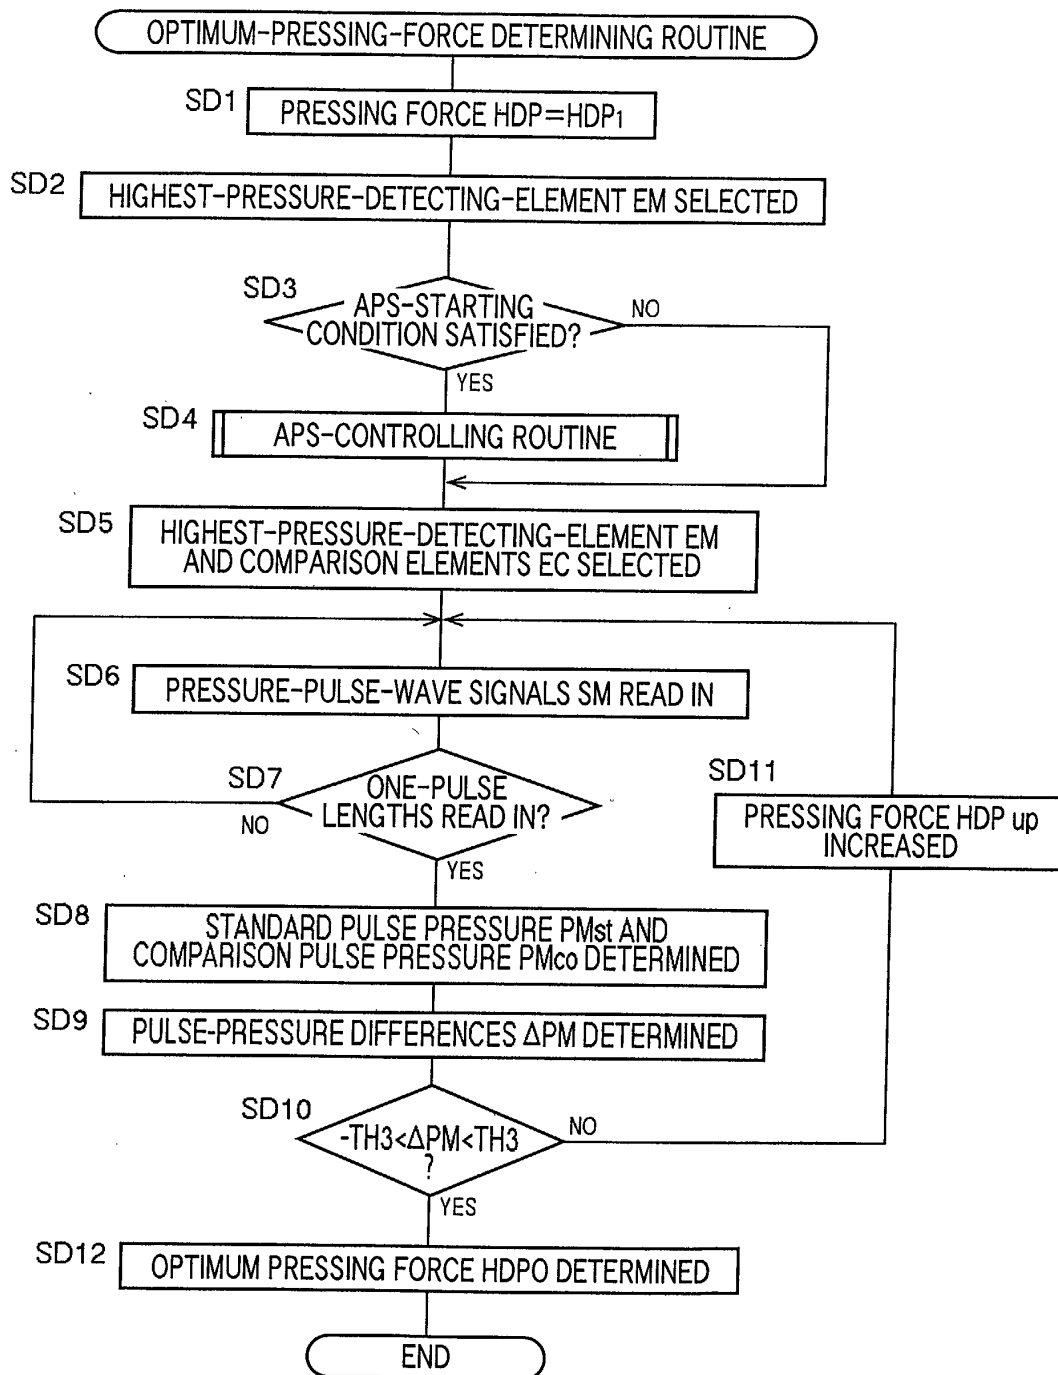 OPTIMUM-PRESSING-FORCE DETERMINING ROUTINE
SD1
PRESSING FORCE HDP=HDP1
SD2
HIGHEST-PRESSURE-DETECTING-ELEMENT EM SELECTED
SD3
APS-STARTING
CONDITION SATISFIED?
NO
YES
SD4
APS-CONTROLLING ROUTINE
SD5
HIGHEST-PRESSURE-DETECTING-ELEMENT EM
AND COMPARISON ELEMENTS EC SELECTED
SD6
PRESSURE-PULSE-WAVE SIGNALS SM READ IN
SD7
ONE-PULSE
LENGTHS READ IN?
NO
YES
SD11
PRESSING FORCE HDP up
INCREASED
SD8
STANDARD PULSE PRESSURE PMst AND
COMPARISON PULSE PRESSURE PMco DETERMINED
SD9
PULSE-PRESSURE DIFFERENCES ΔPM DETERMINED
SD10
-TH3<ΔPM<TH3
?
NO
YES
SD12
OPTIMUM PRESSING FORCE HDPO DETERMINED
END